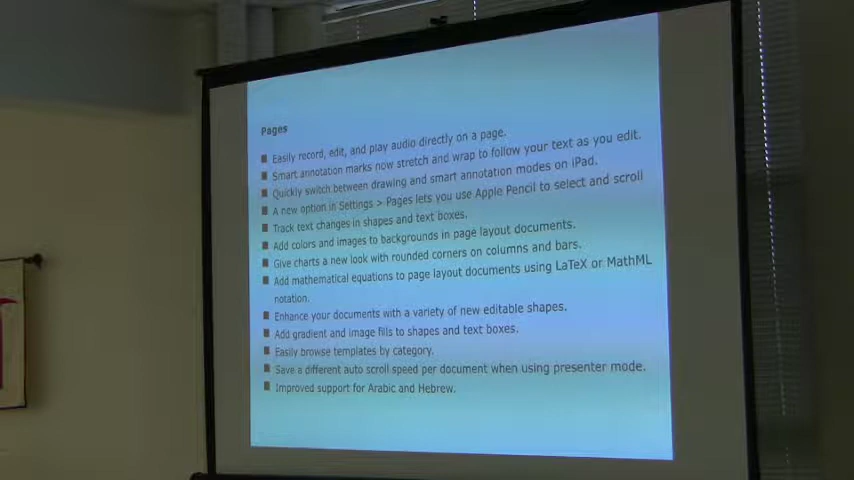 Pages
Easily record, edit, and play audio directly on a page.
Smart annotation marks now stretch and wrap to follow your text as you edit.
Quickly switch between drawing and smart annotation modes on iPad.
A new option in Settings > Pages lets you use Apple Pencil to select and scroll
Track text changes in shapes and text boxes.
Add colors and images to backgrounds in page layout documents.
Give charts a new look with rounded corners on columns and bars.
Add mathematical equations to page layout documents using LaTeX or MathML
notation.
Enhance your documents with a variety of new editable shapes.
Add gradient and image fills to shapes and text boxes.
Easily browse templates by category.
Save a different auto scroll speed per document when using presenter mode.
Improved support for Arabic and Hebrew.